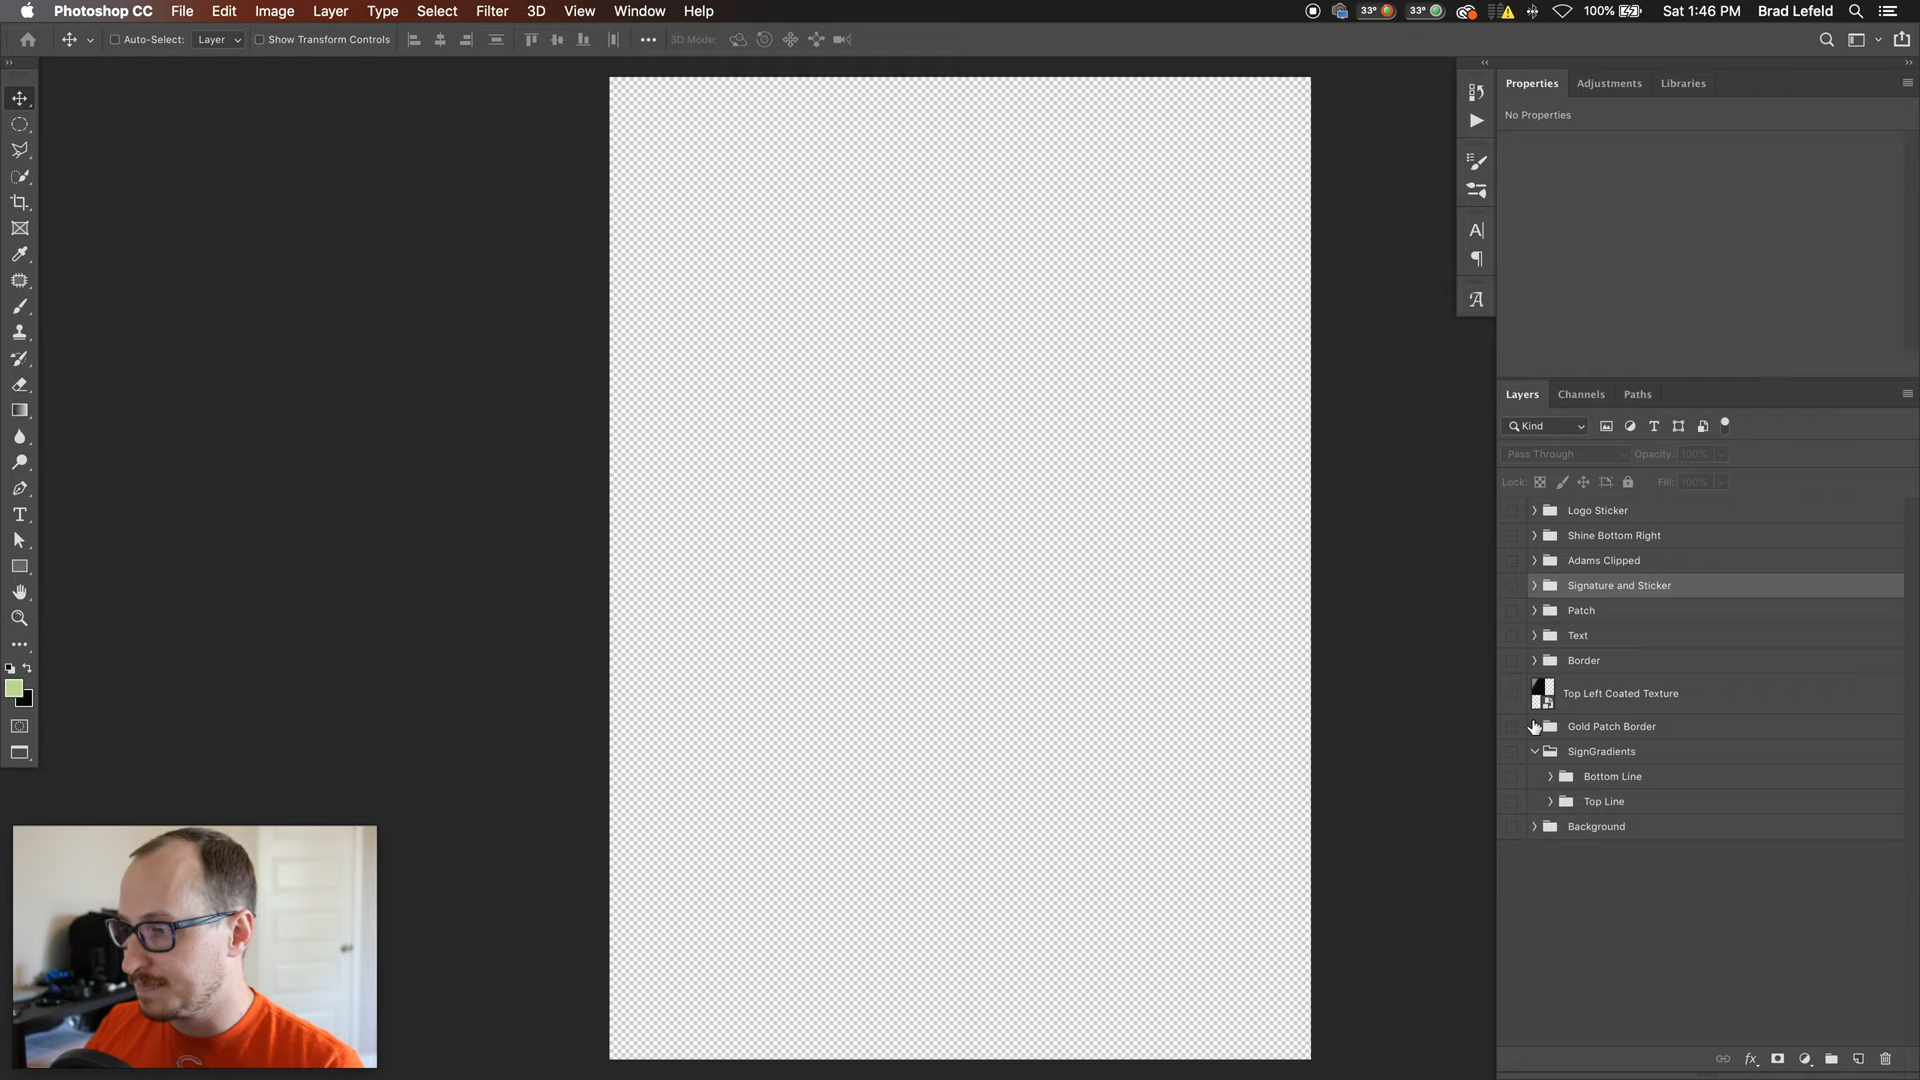 Photoshop CC File Edit Image Layer Type Select Filter 3D View Window Help 33° 33° 100% Sat 1:46 PM Brad Lefeld
Auto-Select: Layer Show Transform Controls 3D Mode:
Properties Adjustments Libraries
No Properties
Layers Channels Paths
Kind
Pass Through Opacity: 100%
Lock: Fill: 100%
Logo Sticker
Shine Bottom Right
Adams Clipped
Signature and Sticker
Patch
Text
Border
Top Left Coated Texture
Gold Patch Border
SignGradients
Bottom Line
Top Line
Background